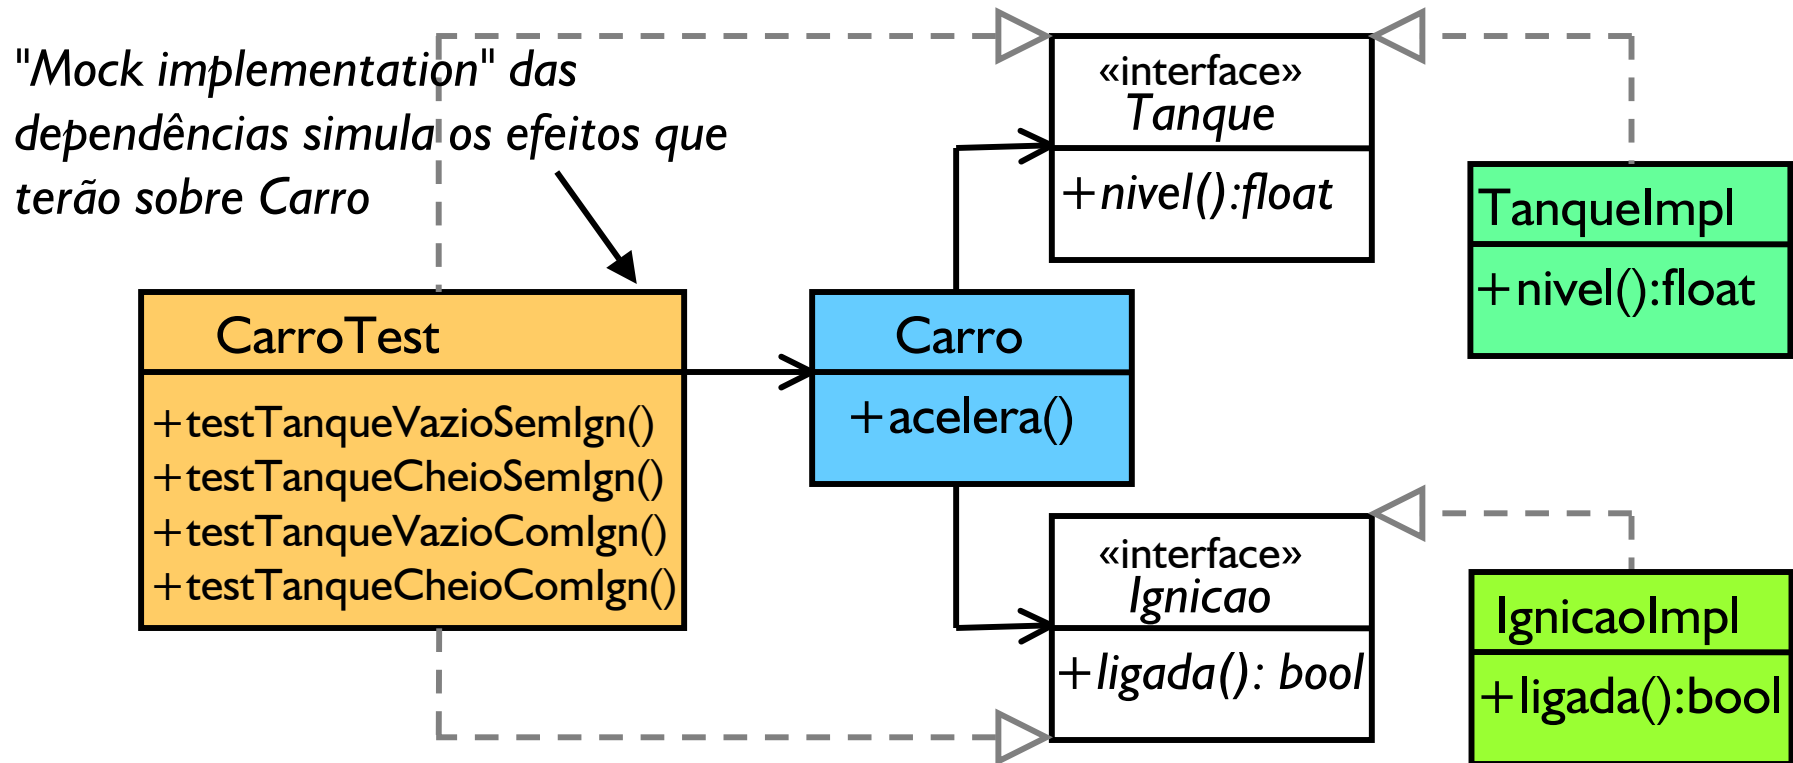 "Mock implementation" das
dependências simula os efeitos que
terão sobre Carro
«interface»
Tanque
+nivel():float
TanqueImpl
+nivel():float
CarroTest
+testTanqueVazioSemIgn()
+testTanqueCheioSemIgn()
+testTanqueVazioComIgn()
+testTanqueCheioComIgn()
Carro
+acelera()
«interface»
Ignicao
+ligada(): bool
IgnicaoImpl
+ligada():bool